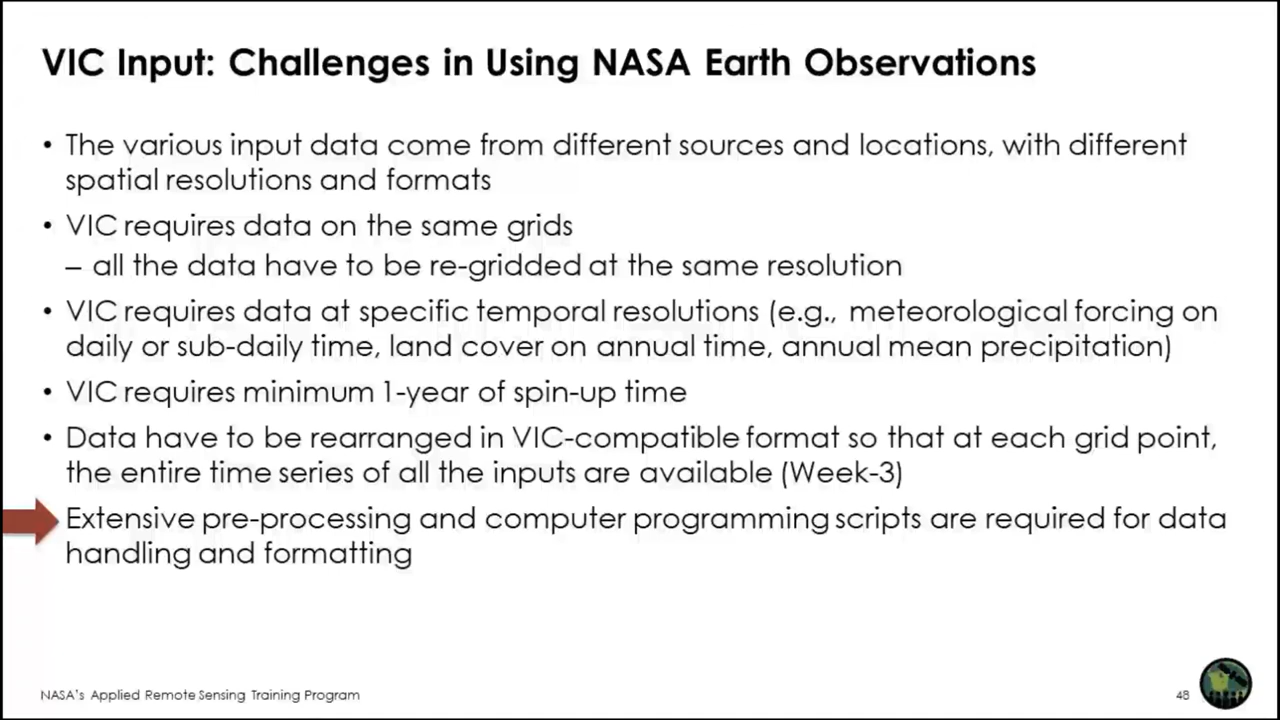 VIC Input: Challenges in Using NASA Earth Observations
• The various input data come from different sources and locations, with different
spatial resolutions and formats
• VIC requires data on the same grids
– all the data have to be re-gridded at the same resolution
• VIC requires data at specific temporal resolutions (e.g., meteorological forcing on
daily or sub-daily time, land cover on annual time, annual mean precipitation)
• VIC requires minimum 1-year of spin-up time
• Data have to be rearranged in VIC-compatible format so that at each grid point,
the entire time series of all the inputs are available (Week-3)
Extensive pre-processing and computer programming scripts are required for data
handling and formatting
NASA's Applied Remote Sensing Training Program
48